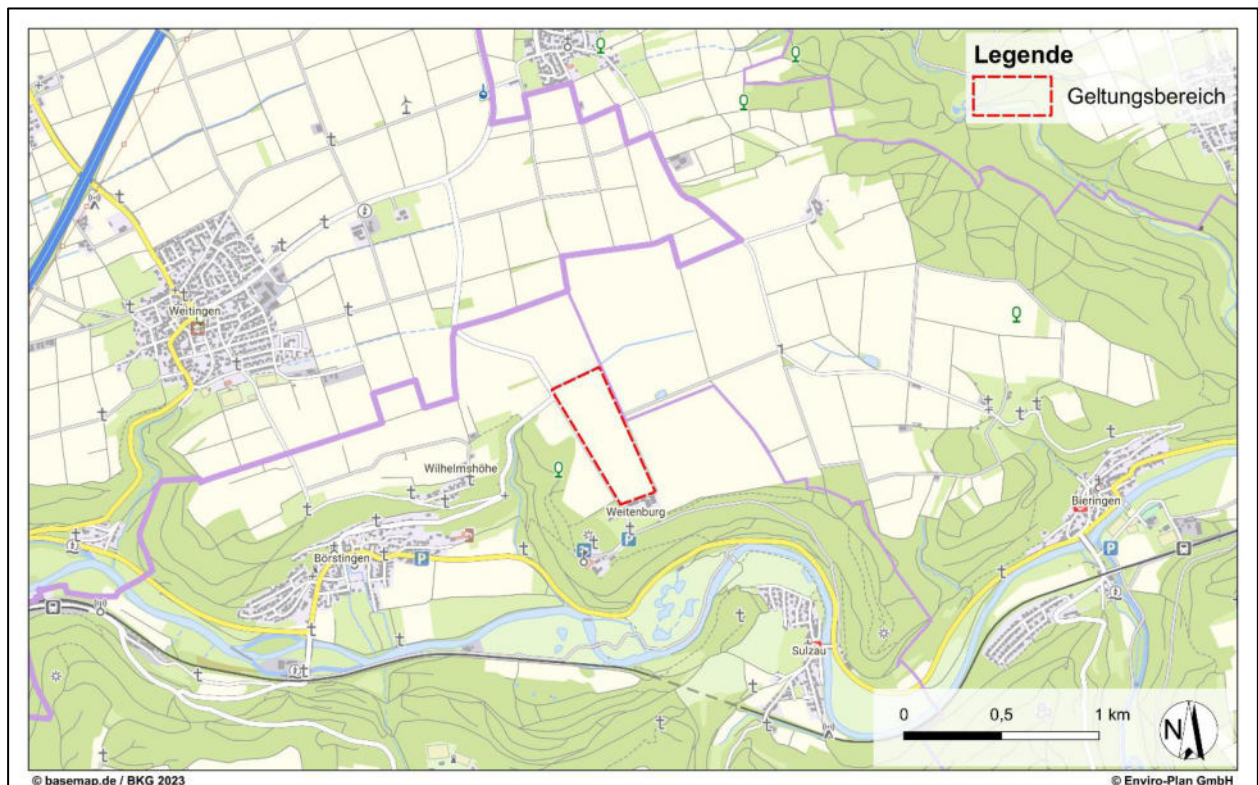 Legende
Geltungsbereich
Weitingen
Wilhelmshöhe
Weitenburg
Bieringen
Börstingen
Sulzau
0 0,5 1 km
N
© basemap.de / BKG 2023
© Enviro-Plan GmbH